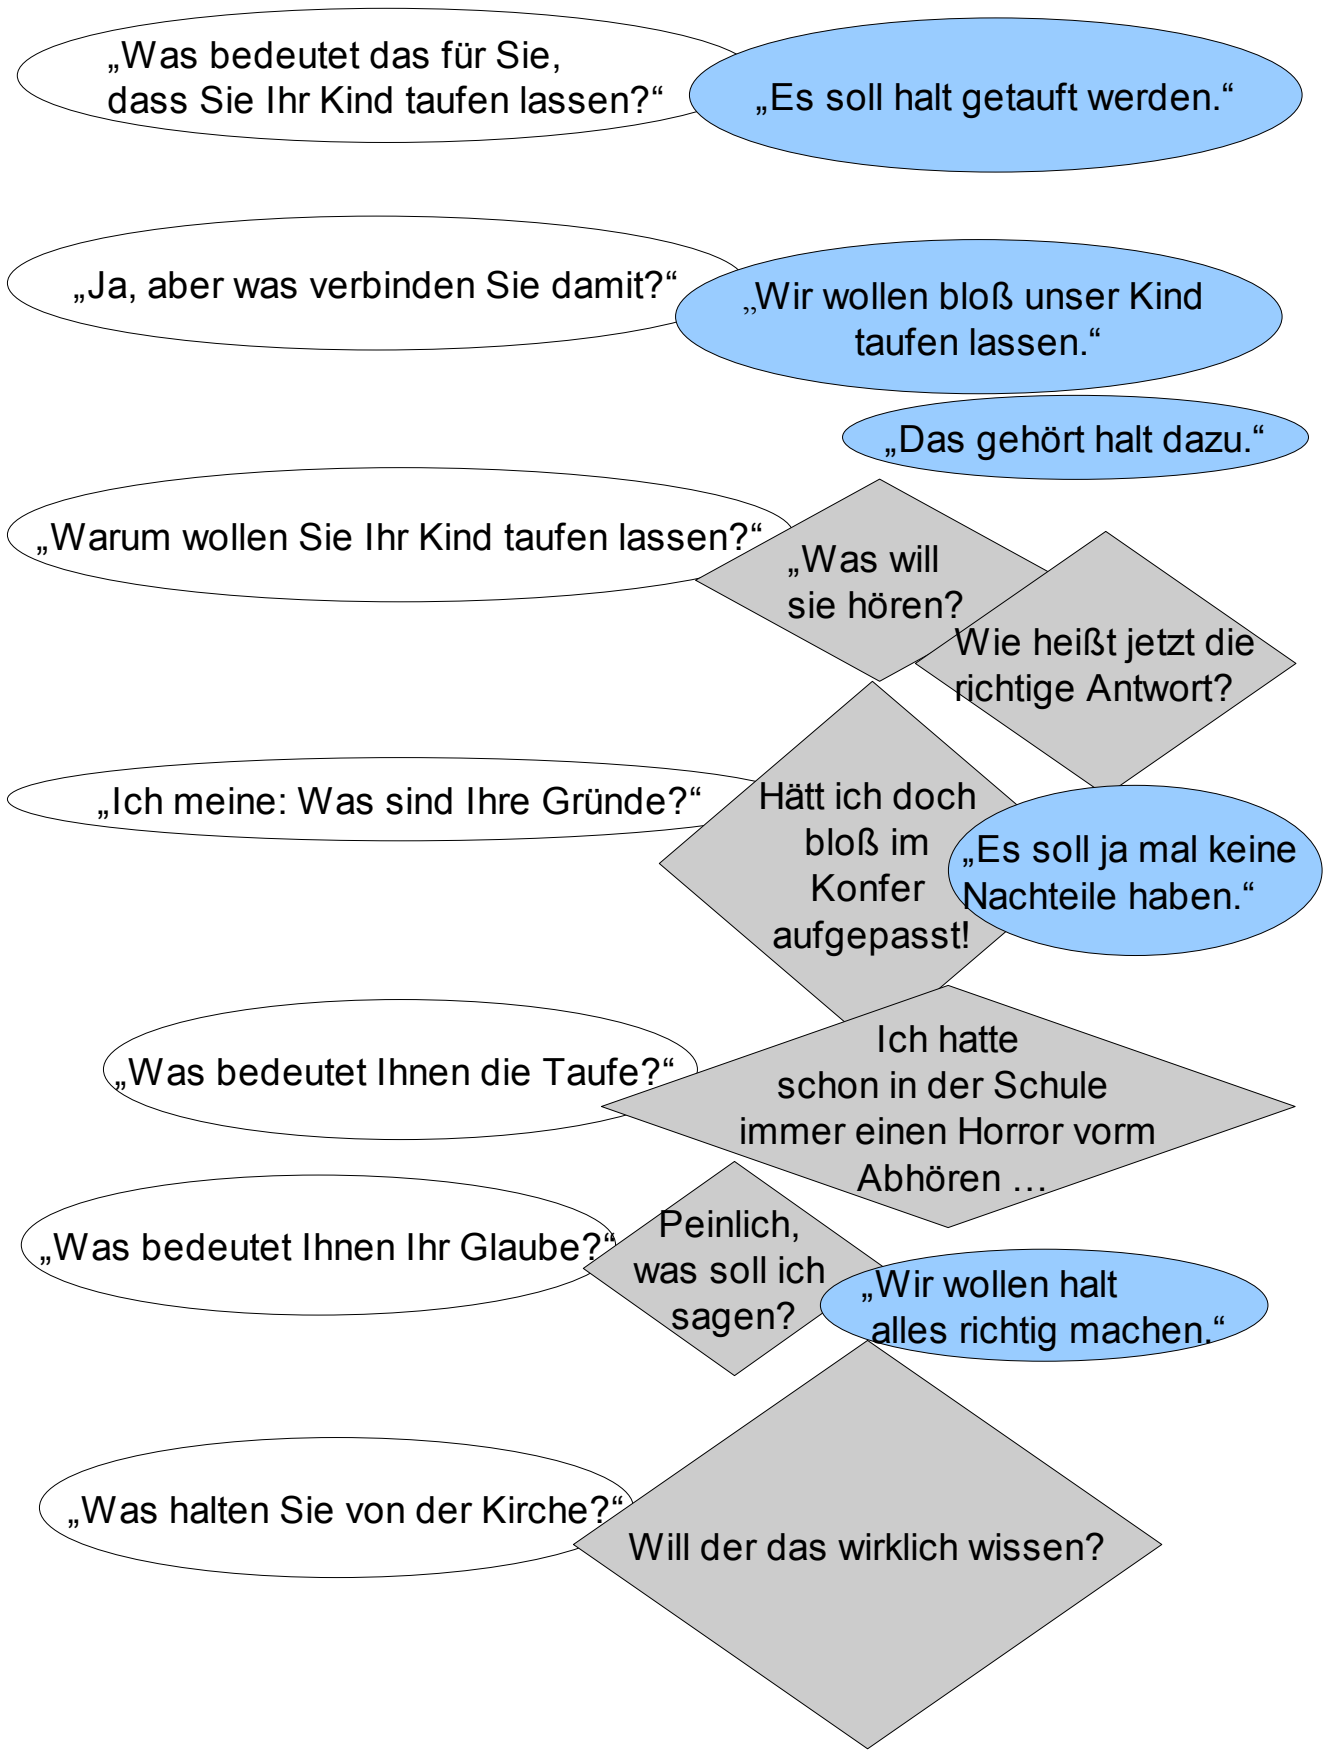 „Was bedeutet das für Sie,
dass Sie Ihr Kind taufen lassen?“
„Es soll halt getauft werden.“
„Ja, aber was verbinden Sie damit?“
„Wir wollen bloß unser Kind
taufen lassen.“
„Das gehört halt dazu.“
„Warum wollen Sie Ihr Kind taufen lassen?“
„Was will
sie hören?
Wie heißt jetzt die
richtige Antwort?
„Ich meine: Was sind Ihre Gründe?“
Hätt ich doch
bloß im
Konfer
aufgepasst!
„Es soll ja mal keine
Nachteile haben.“
„Was bedeutet Ihnen die Taufe?“
Ich hatte
schon in der Schule
immer einen Horror vorm
Abhören …
„Was bedeutet Ihnen Ihr Glaube?“
Peinlich,
was soll ich
sagen?
„Wir wollen halt
alles richtig machen.“
„Was halten Sie von der Kirche?“
Will der das wirklich wissen?